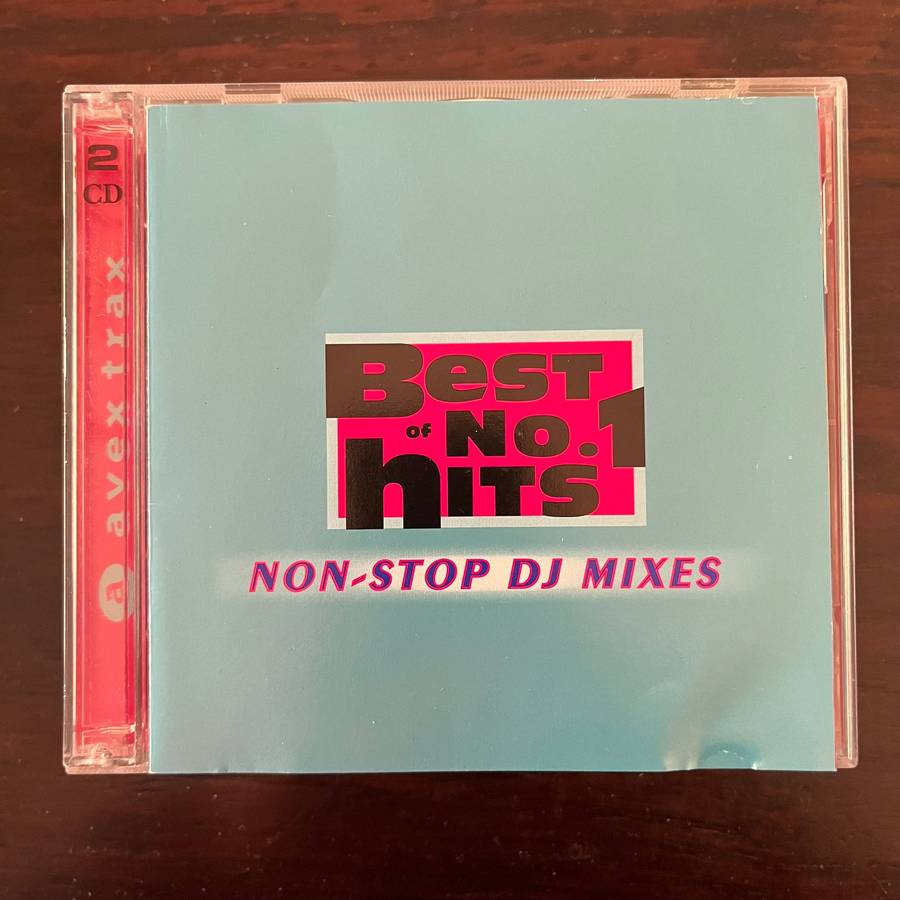 2
CD
a avex trax
BEST
OF NO.1
hITS
NON-STOP DJ MIXES